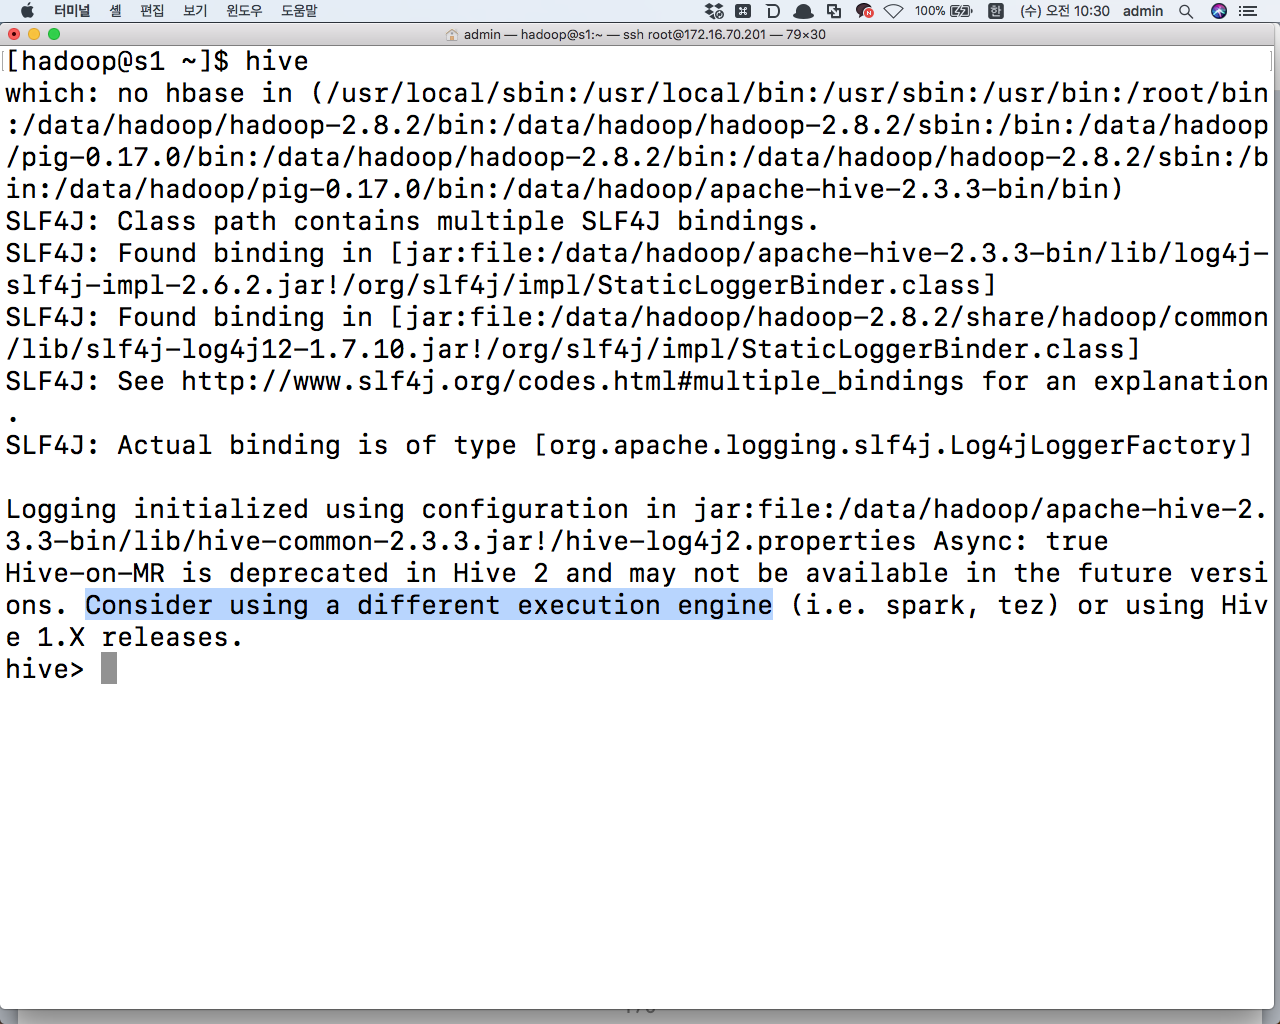 터미널 셸 편집 보기 윈도우 도움말 100% 한 (수) 오전 10:30 admin
admin — hadoop@s1:~ — ssh root@172.16.70.201 — 79×30
[hadoop@s1 ~]$ hive
which: no hbase in (/usr/local/sbin:/usr/local/bin:/usr/sbin:/usr/bin:/root/bin
:/data/hadoop/hadoop-2.8.2/bin:/data/hadoop/hadoop-2.8.2/sbin:/bin:/data/hadoop
/pig-0.17.0/bin:/data/hadoop/hadoop-2.8.2/bin:/data/hadoop/hadoop-2.8.2/sbin:/b
in:/data/hadoop/pig-0.17.0/bin:/data/hadoop/apache-hive-2.3.3-bin/bin)
SLF4J: Class path contains multiple SLF4J bindings.
SLF4J: Found binding in [jar:file:/data/hadoop/apache-hive-2.3.3-bin/lib/log4j-
slf4j-impl-2.6.2.jar!/org/slf4j/impl/StaticLoggerBinder.class]
SLF4J: Found binding in [jar:file:/data/hadoop/hadoop-2.8.2/share/hadoop/common
/lib/slf4j-log4j12-1.7.10.jar!/org/slf4j/impl/StaticLoggerBinder.class]
SLF4J: See http://www.slf4j.org/codes.html#multiple_bindings for an explanation
.
SLF4J: Actual binding is of type [org.apache.logging.slf4j.Log4jLoggerFactory]
Logging initialized using configuration in jar:file:/data/hadoop/apache-hive-2.
3.3-bin/lib/hive-common-2.3.3.jar!/hive-log4j2.properties Async: true
Hive-on-MR is deprecated in Hive 2 and may not be available in the future versi
ons. Consider using a different execution engine (i.e. spark, tez) or using Hiv
e 1.X releases.
hive>